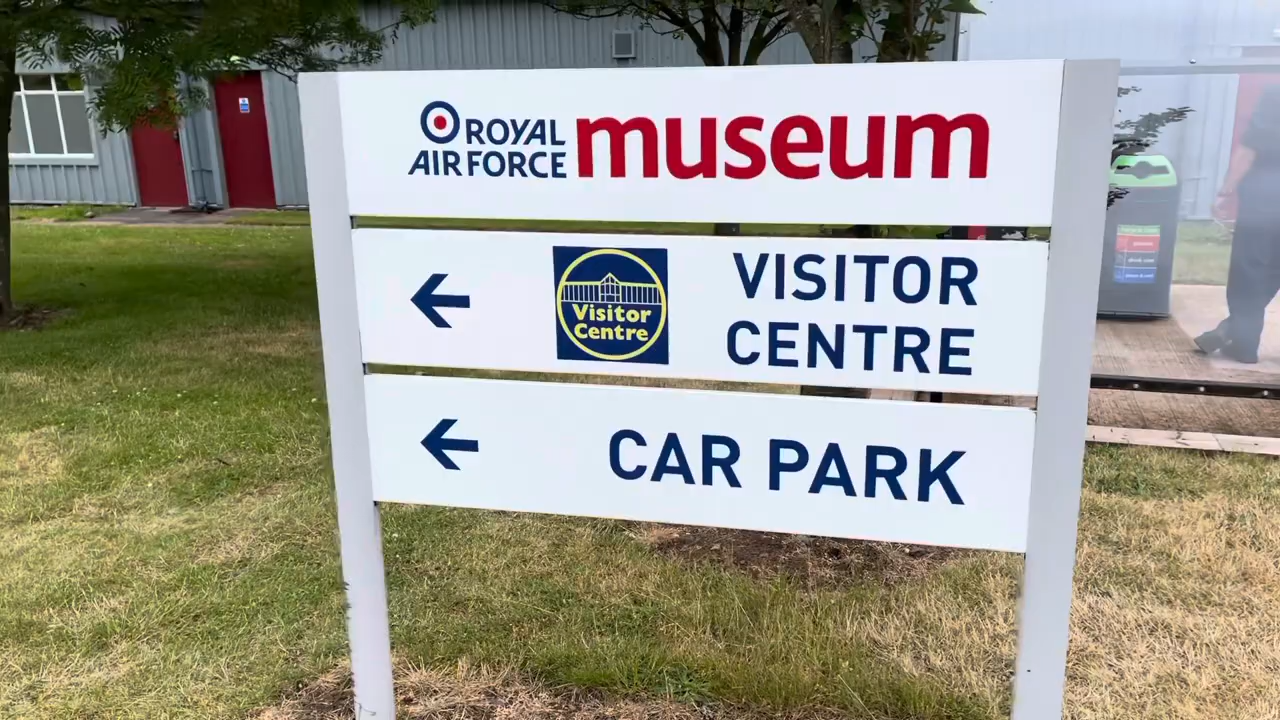 ROYAL
AIR FORCE museum
Visitor
Centre
VISITOR
CENTRE
CAR PARK